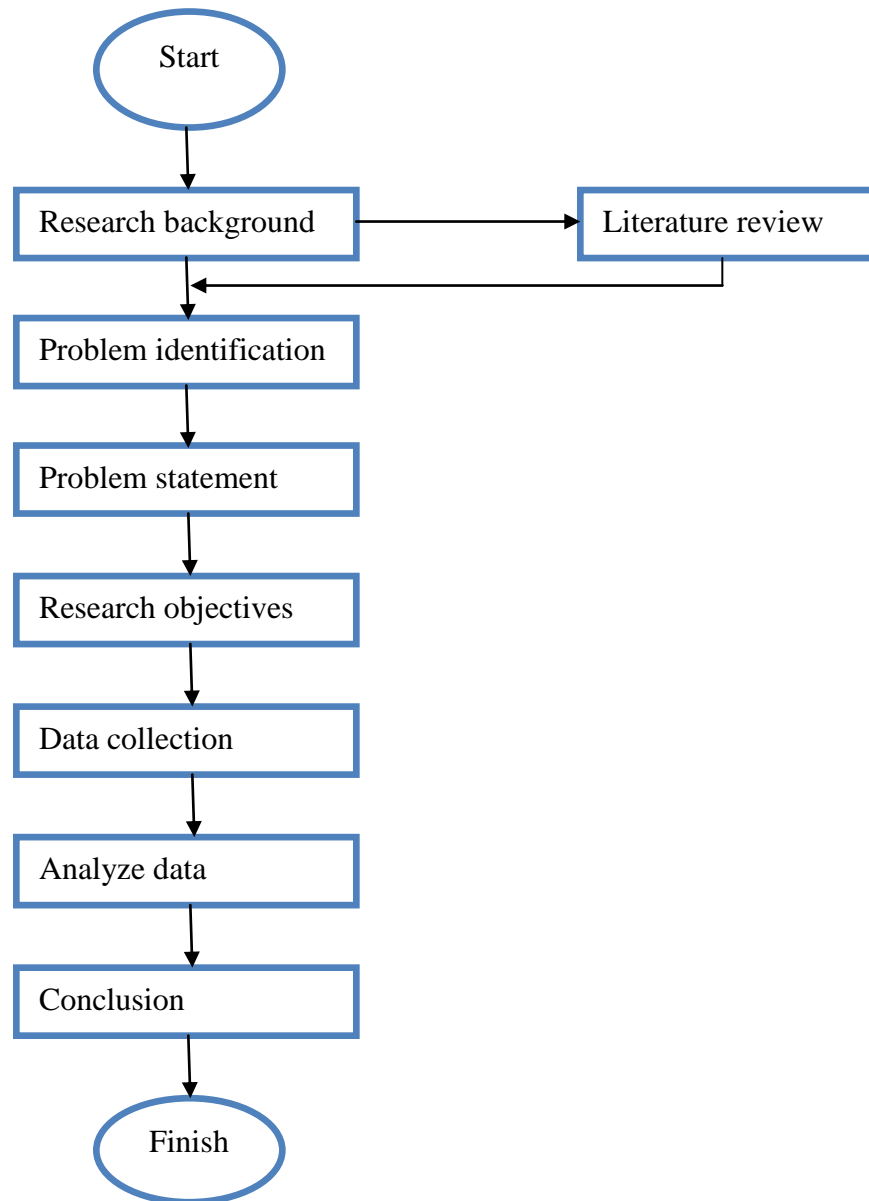 Start
Research background
Literature review
Problem identification
Problem statement
Research objectives
Data collection
Analyze data
Conclusion
Finish